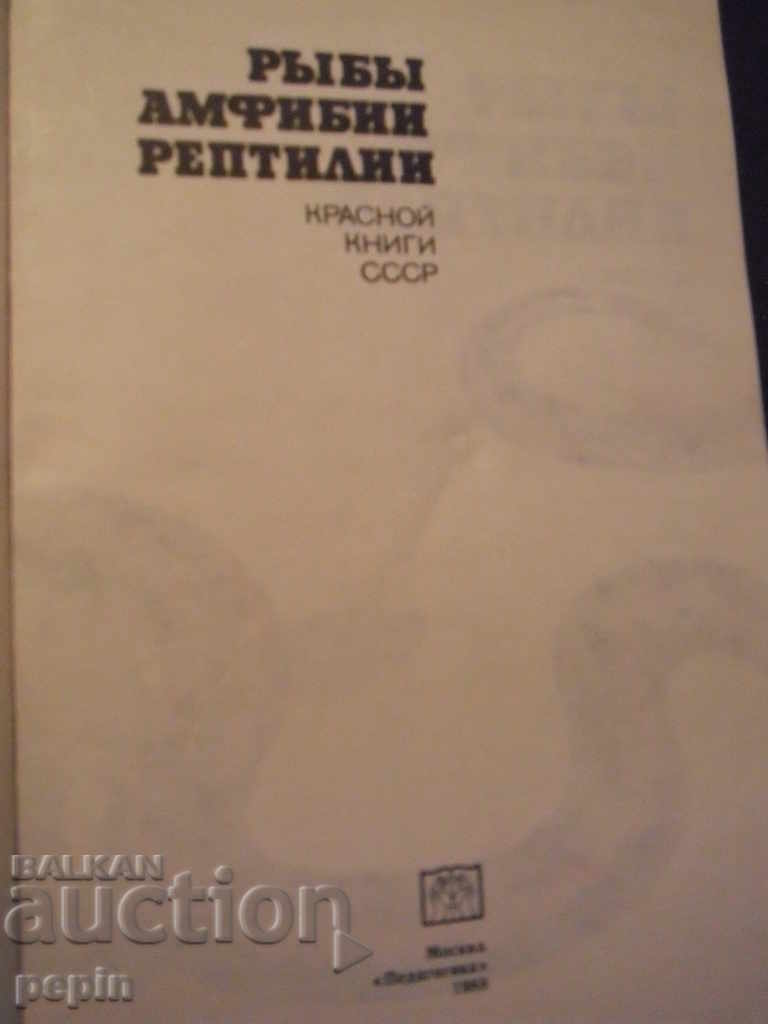 РЫБЫ
АМФИБИИ
РЕПТИЛИИ
КРАСНОЙ
КНИГИ
СССР
Москва
«Педагогика»
BALKAN
auction
pepin